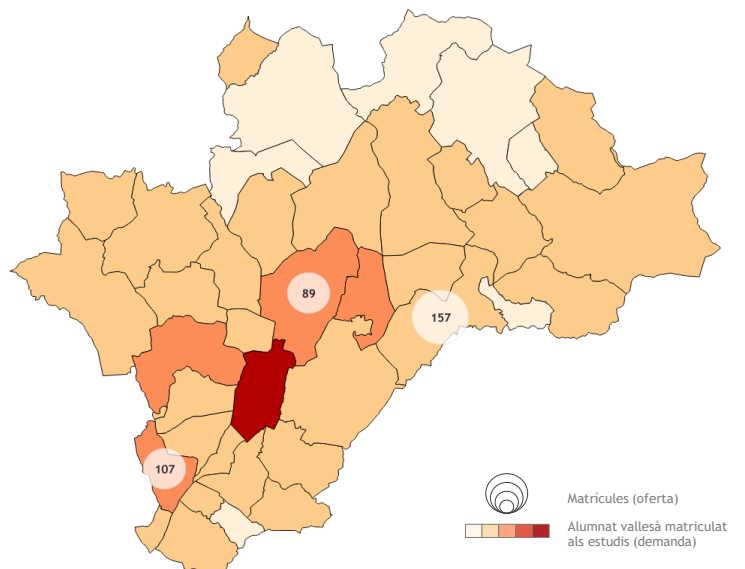 89
157
107
Matrícules (oferta)
Alumnat vallesà matriculat
als estudis (demanda)